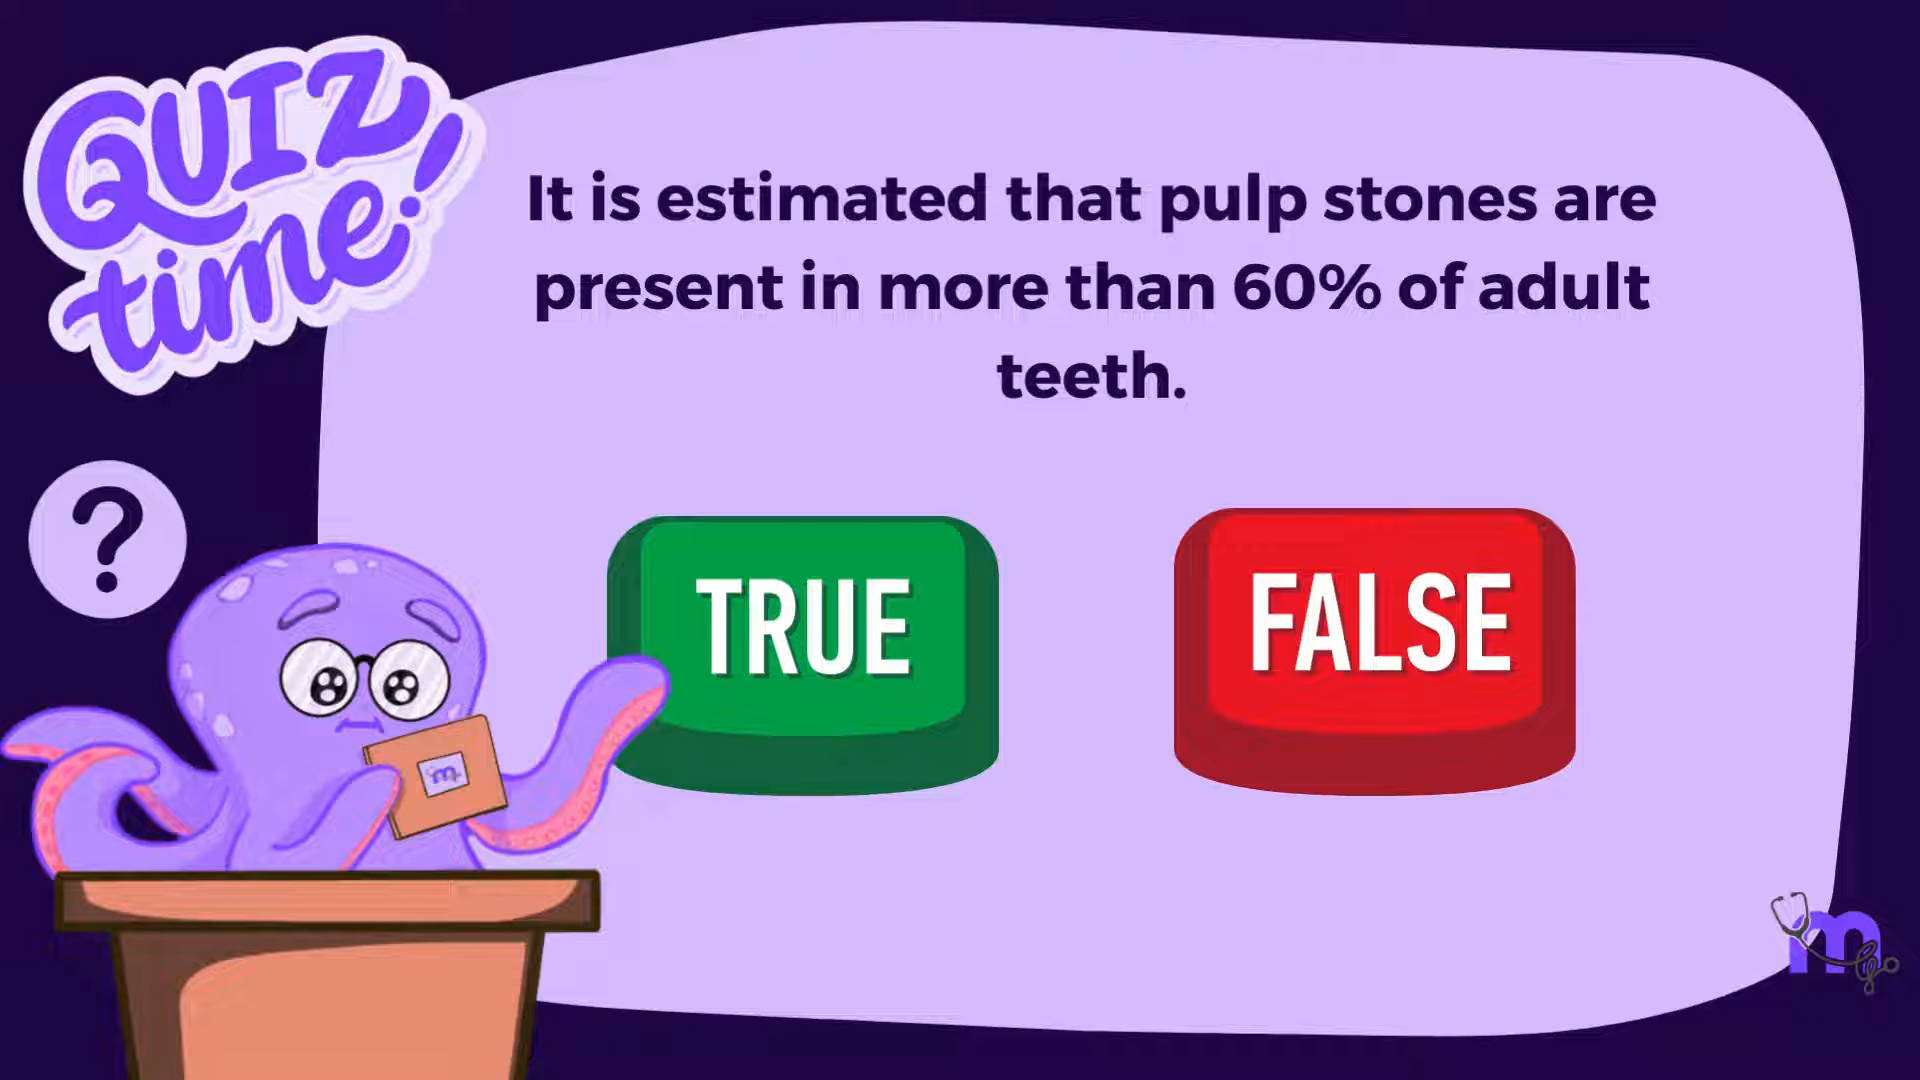 QUIZ
time!
It is estimated that pulp stones are
present in more than 60% of adult
teeth.
?
TRUE
FALSE
m
m